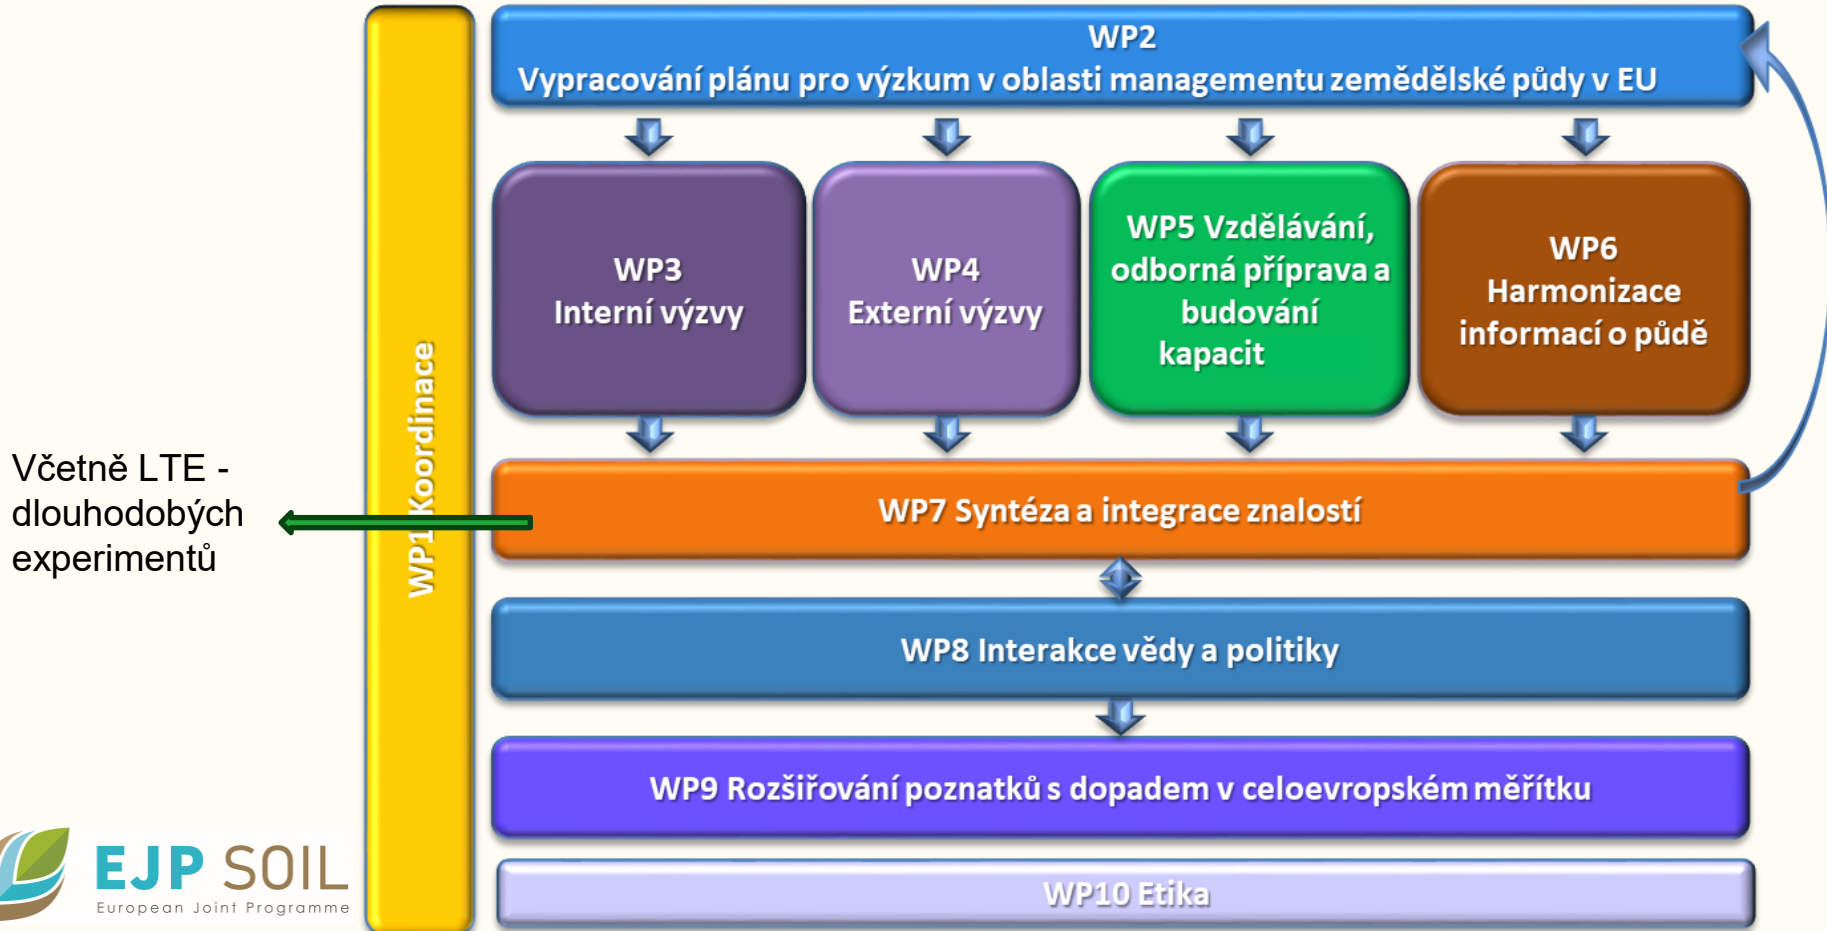 WP2
Vypracování plánu pro výzkum v oblasti managementu zemědělské půdy v EU
WP1 Koordinace
WP3
Interní výzvy
WP4
Externí výzvy
WP5 Vzdělávání,
odborná příprava a
budování
kapacit
WP6
Harmonizace
informací o půdě
Včetně LTE -
dlouhodobých
experimentů
WP7 Syntéza a integrace znalostí
WP8 Interakce vědy a politiky
WP9 Rozšiřování poznatků s dopadem v celoevropském měřítku
WP10 Etika
EJP SOIL
European Joint Programme